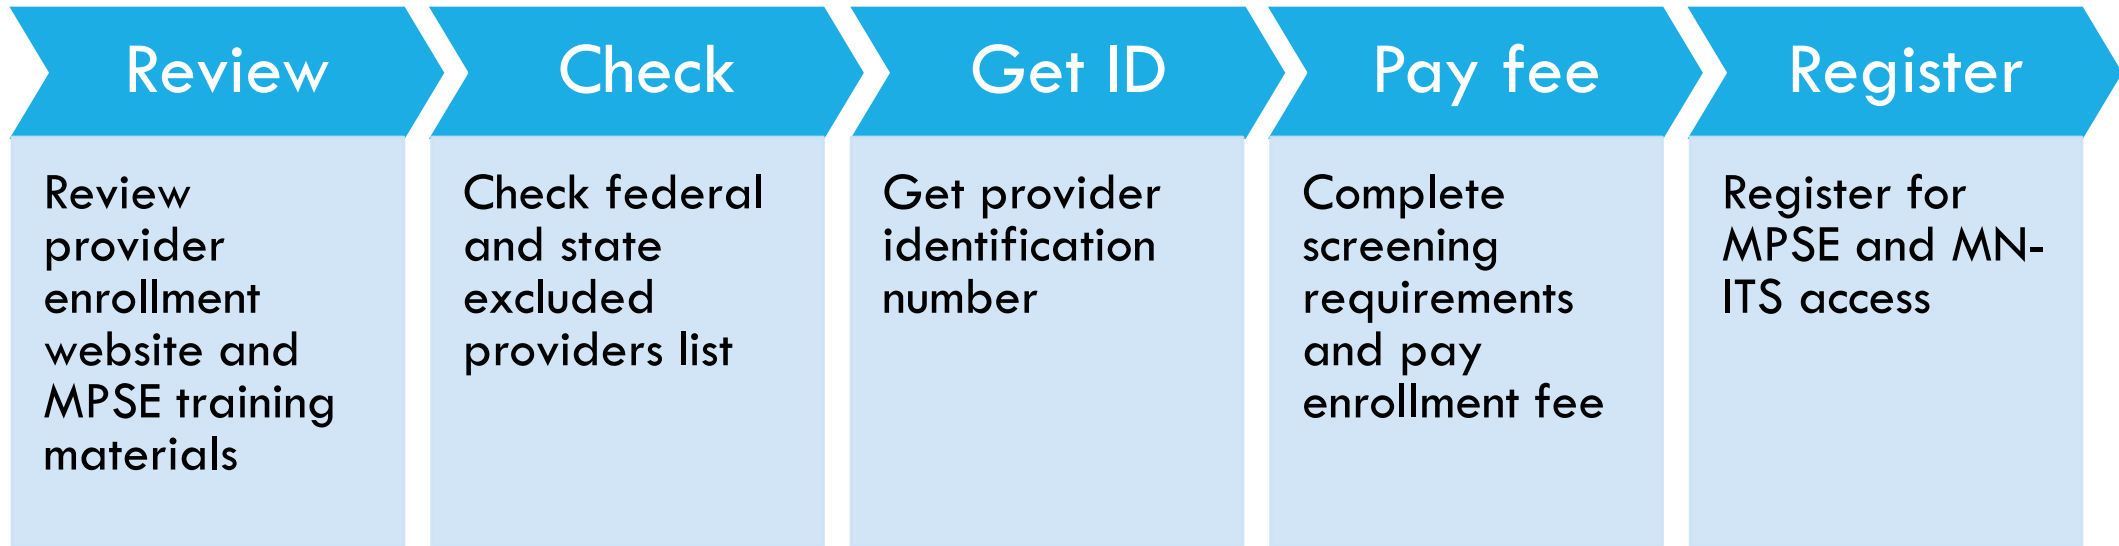 Review
Review
provider
enrollment
website and
MPSE training
materials
Check
Check federal
and state
excluded
providers list
Get ID
Get provider
identification
number
Pay fee
Complete
screening
requirements
and pay
enrollment fee
Register
Register for
MPSE and MN-
ITS access